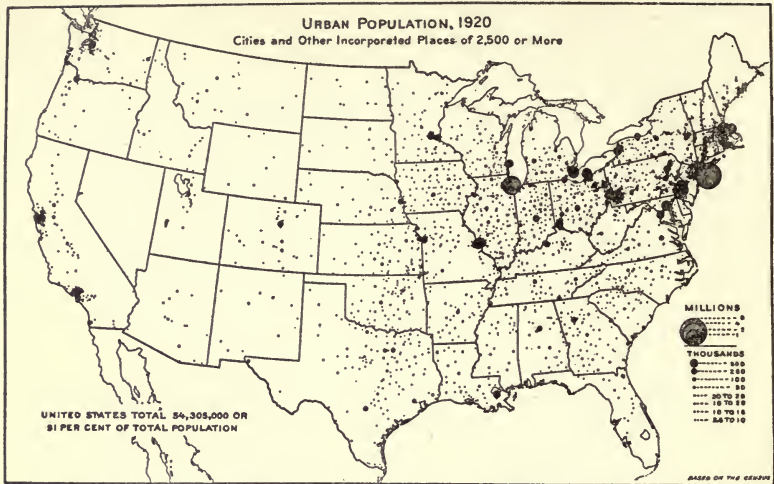 URBAN POPULATION, 1920
Cities and Other Incorporated Places of 2,500 or More
MILLIONS
THOUSANDS
500
100
50
UNITED STATES TOTAL 54,305,000 OR
51 PER CENT OF TOTAL POPULATION
BASED ON THE CENSUS